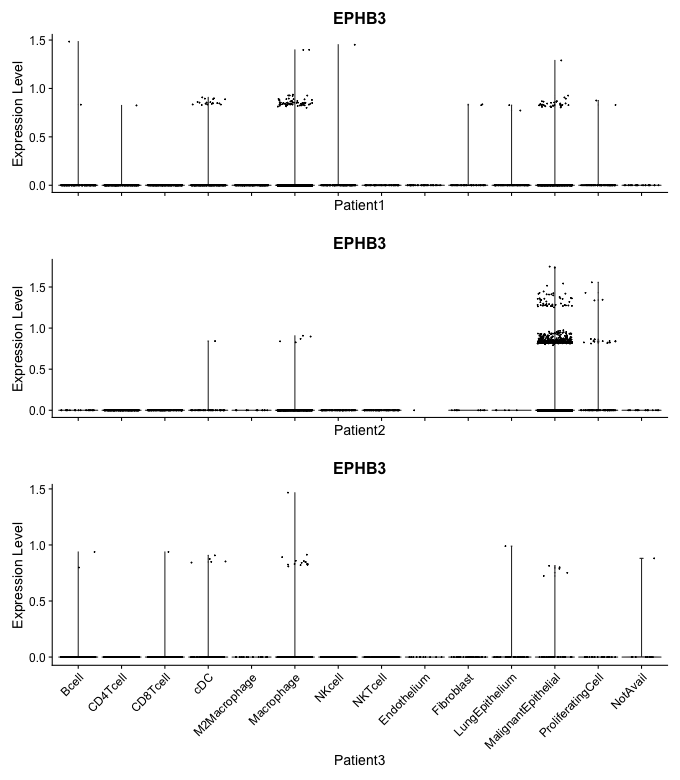 EPHB3
Expression Level
1.5
1.0
0.5
0.0
Patient1
EPHB3
Expression Level
1.5
1.0
0.5
0.0
Patient2
EPHB3
Expression Level
1.5
1.0
0.5
0.0
Bcell
CD4Tcell
CD8Tcell
cDC
M2Macrophage
Macrophage
NKcell
NKTcell
Endothelium
Fibroblast
LungEpithelium
MalignantEpithelial
ProliferatingCell
NotAvail
Patient3